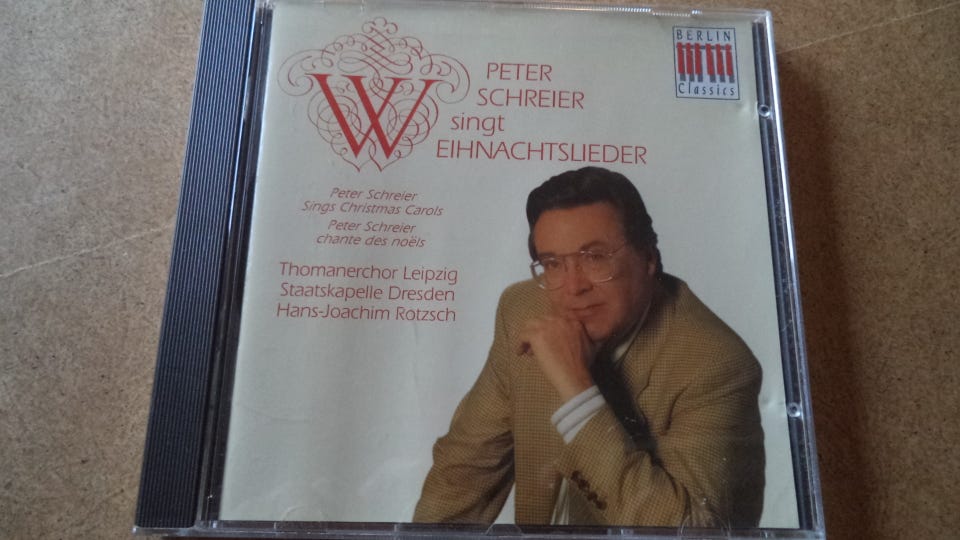 W
PETER
SCHREIER
singt
EIHNACHTSLIEDER
BERLIN
Classics
Peter Schreier
Sings Christmas Carols
Peter Schreier
chante des noëls
Thomanerchor Leipzig
Staatskapelle Dresden
Hans-Joachim Rotzsch